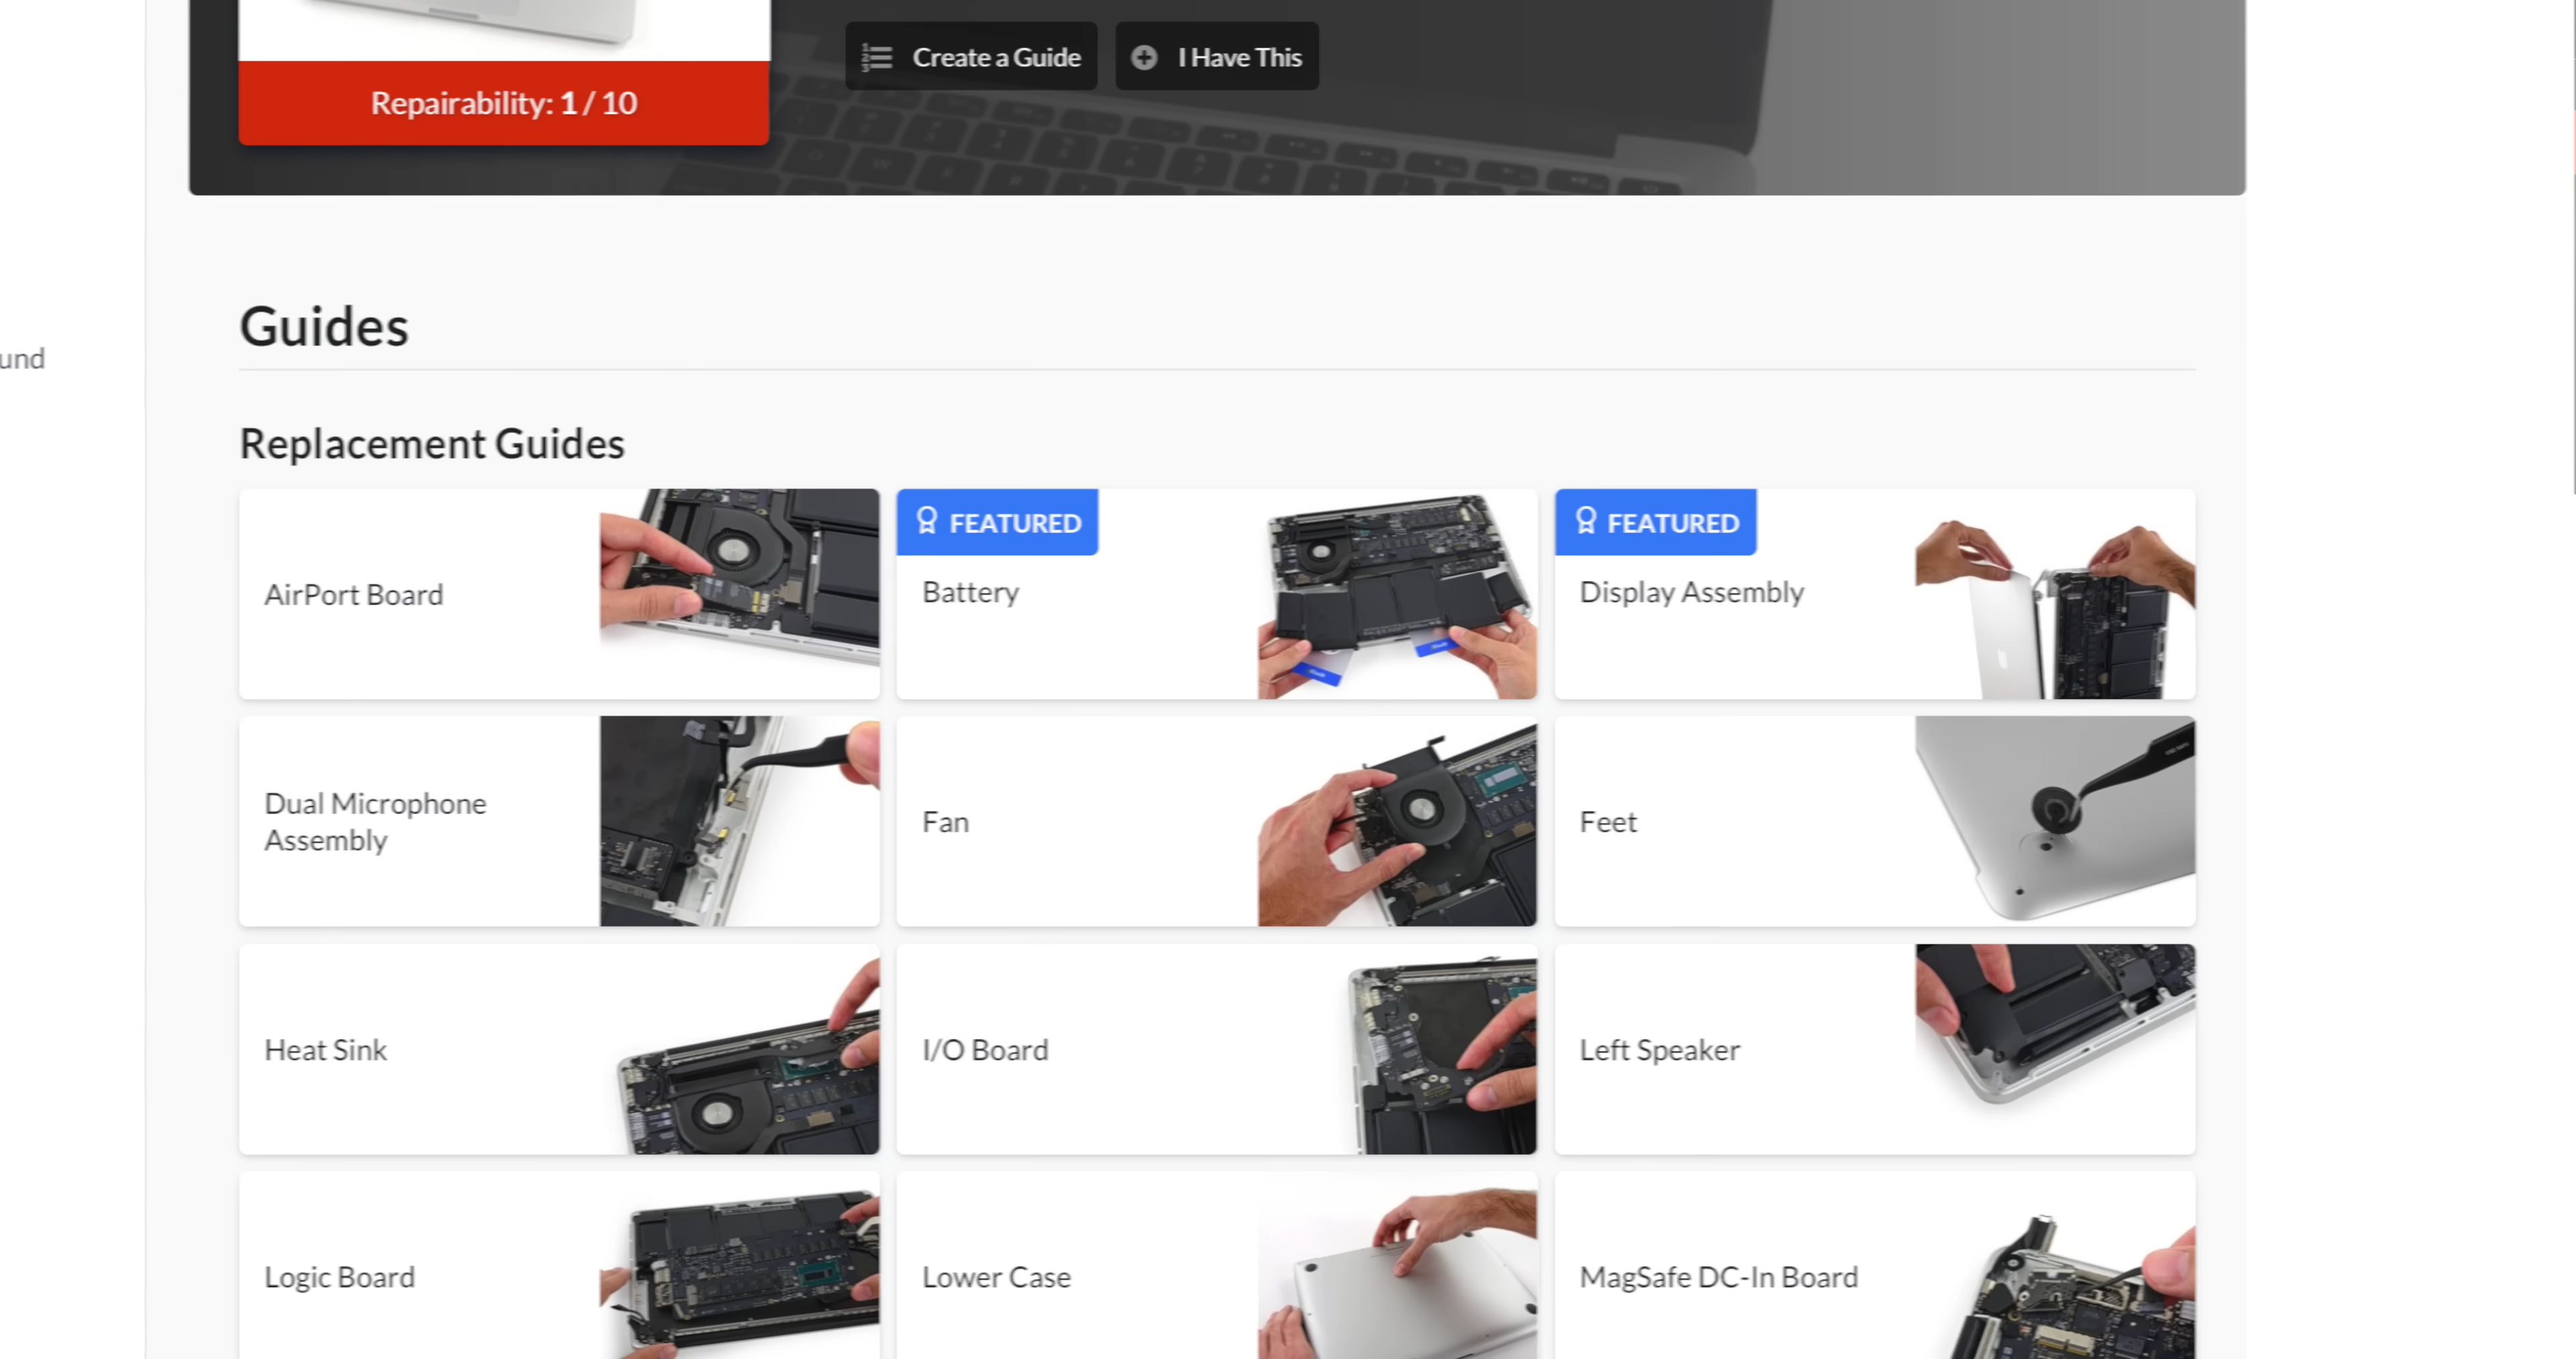 Create a Guide
I Have This
Repairability: 1 / 10
und
Guides
Replacement Guides
AirPort Board
FEATURED
Battery
FEATURED
Display Assembly
Dual Microphone
Assembly
Fan
Feet
Heat Sink
I/O Board
Left Speaker
Logic Board
Lower Case
MagSafe DC-In Board